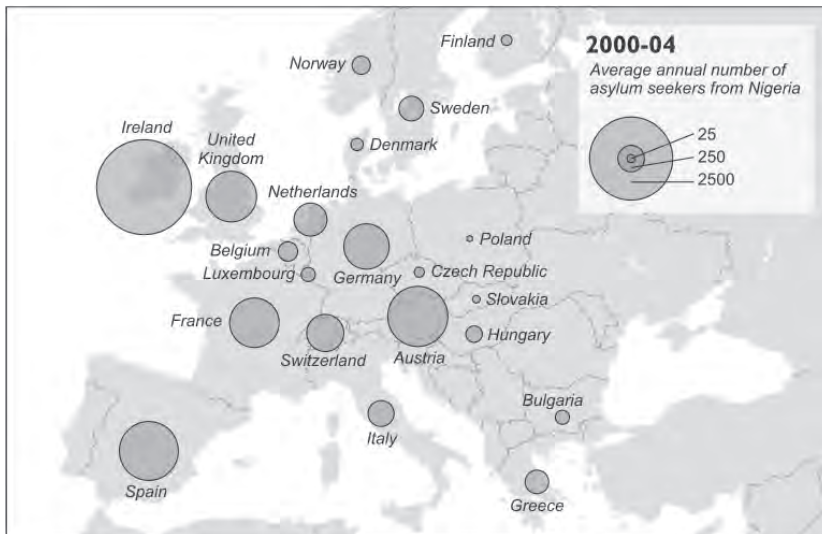 2000-04
Average annual number of
asylum seekers from Nigeria
25
250
2500
Finland
Norway
Sweden
Denmark
Ireland
United
Kingdom
Netherlands
Belgium
Luxembourg
Germany
Poland
Czech Republic
Slovakia
France
Switzerland
Austria
Hungary
Italy
Bulgaria
Spain
Greece